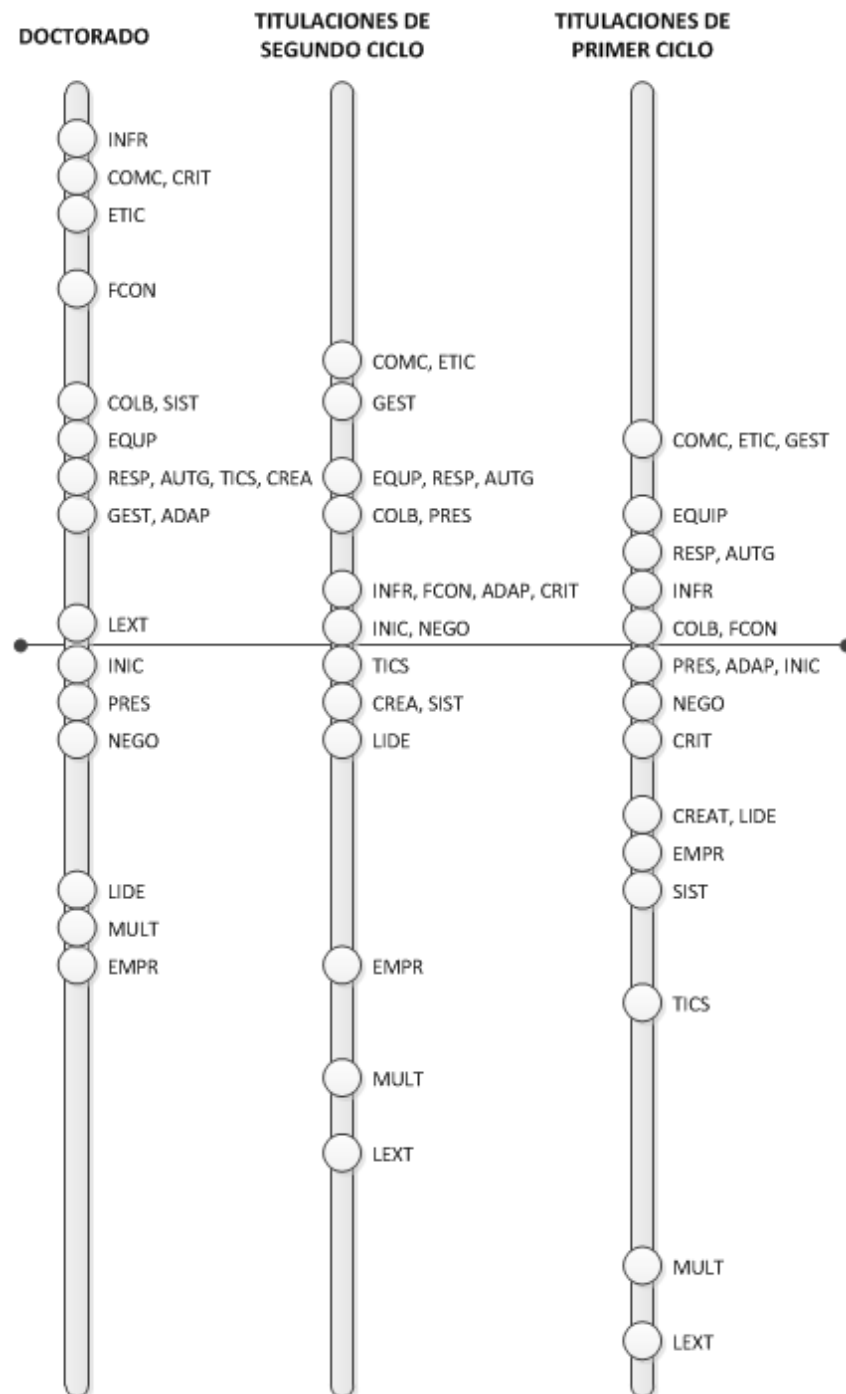 DOCTORADO
TITULACIONES DE
SEGUNDO CICLO
TITULACIONES DE
PRIMER CICLO
INFR
COMC, CRIT
ETIC
FCON
COLB, SIST
EQUP
RESP, AUTG, TICS, CREA
GEST, ADAP
LEXT
INIC
PRES
NEGO
LIDE
MULT
EMPR
COMC, ETIC
GEST
EQUP, RESP, AUTG
COLB, PRES
INFR, FCON, ADAP, CRIT
INIC, NEGO
TICS
CREA, SIST
LIDE
EMPR
MULT
LEXT
COMC, ETIC, GEST
EQUIP
RESP, AUTG
INFR
COLB, FCON
PRES, ADAP, INIC
NEGO
CRIT
CREAT, LIDE
EMPR
SIST
TICS
MULT
LEXT